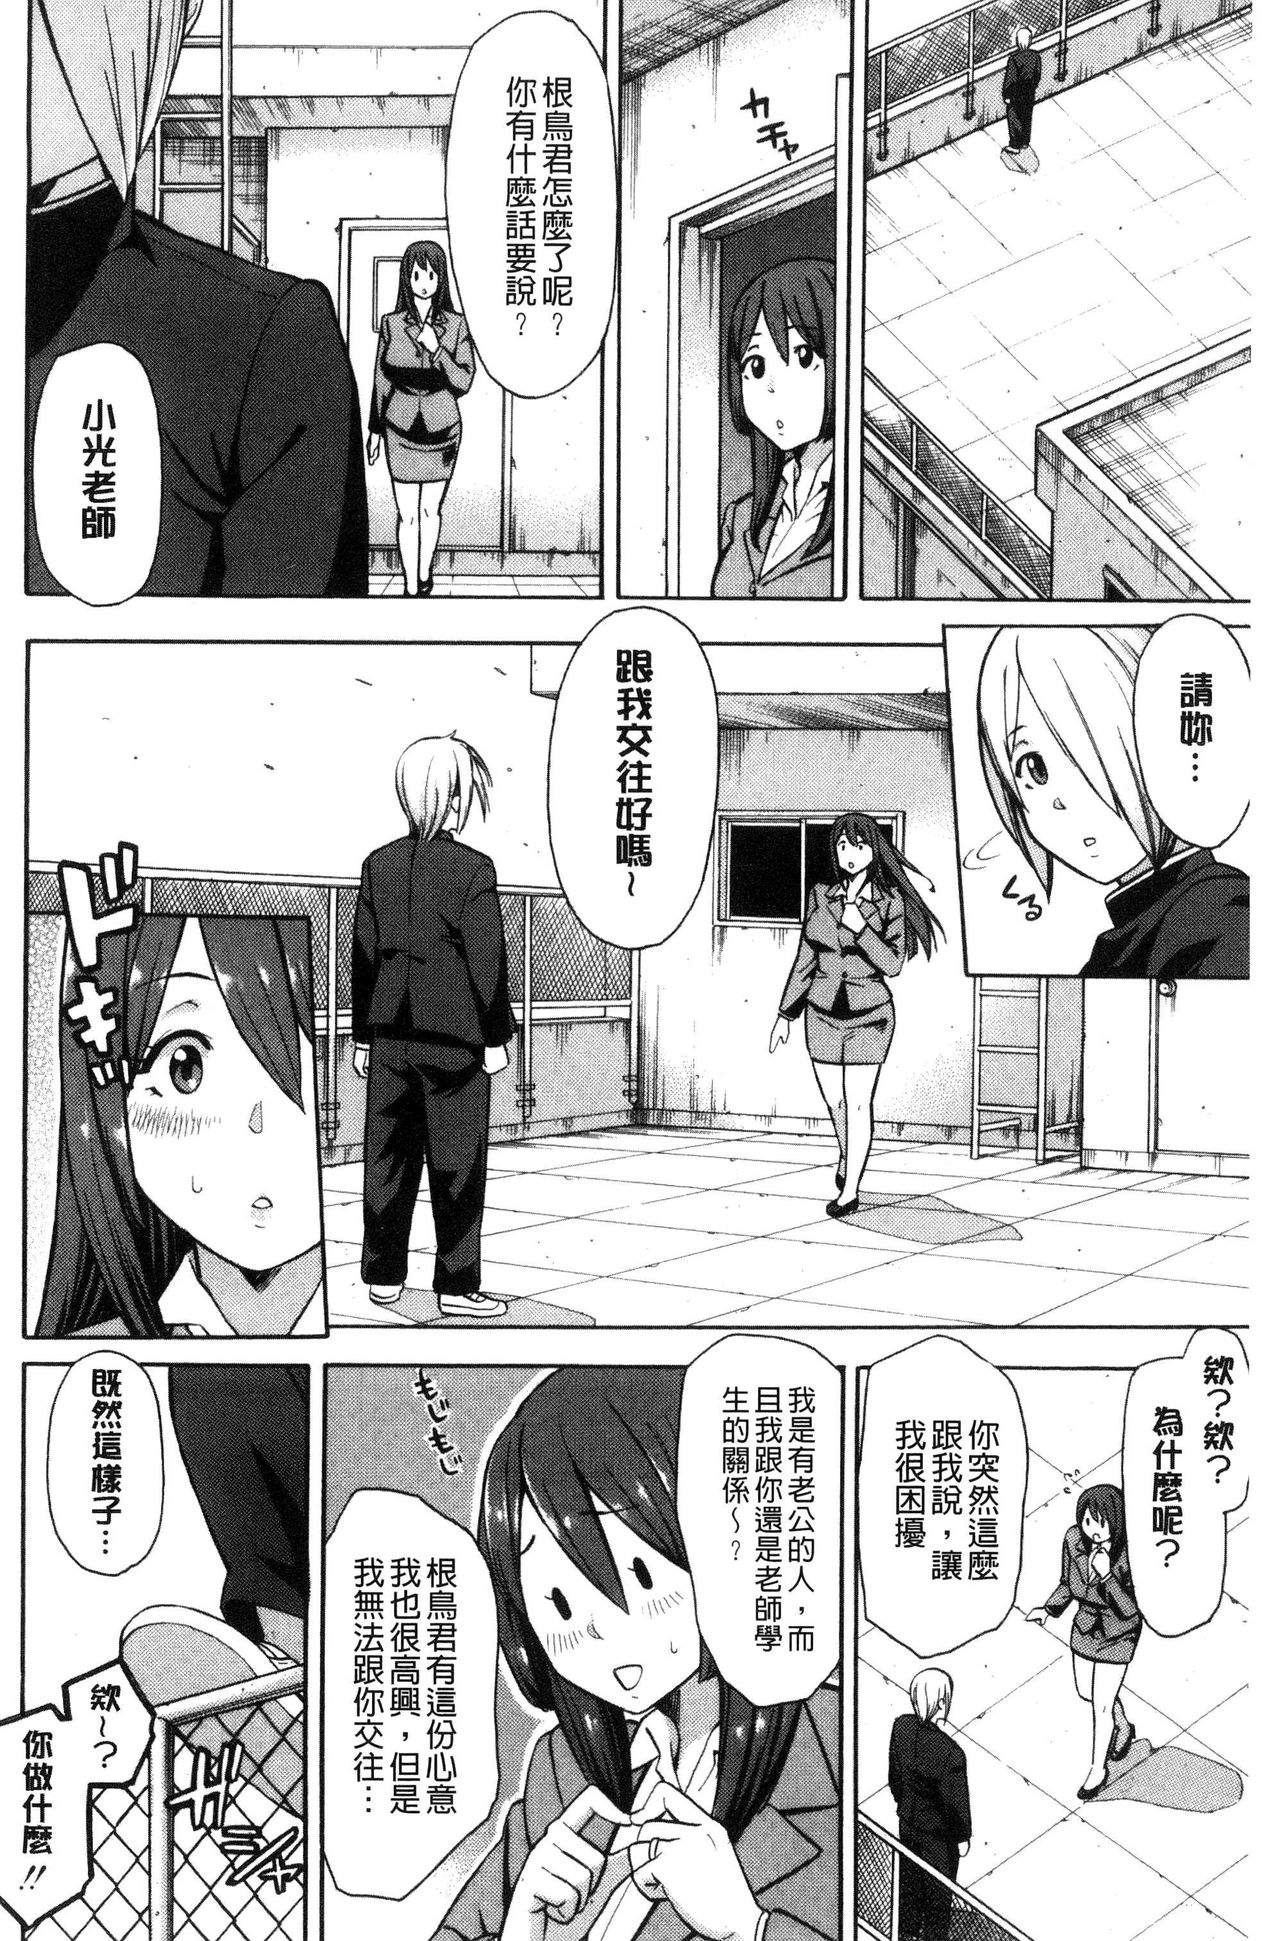 カチャ
根鳥君怎麼了呢？
你有什麼話要說？
小光老師
請妳…
くる
跟我交往好嗎～
ドキッ
欸？欸？
為什麼呢？
你突然這麼
跟我說，讓
我很困擾
我是有老公的人，而
且我跟你還是老師學
生的關係～？
もじもじ
根鳥君有這份心意
我也很高興，但是
我無法跟你交往…
既然這樣子…
ガシャ
欸～？
你做什麼！！